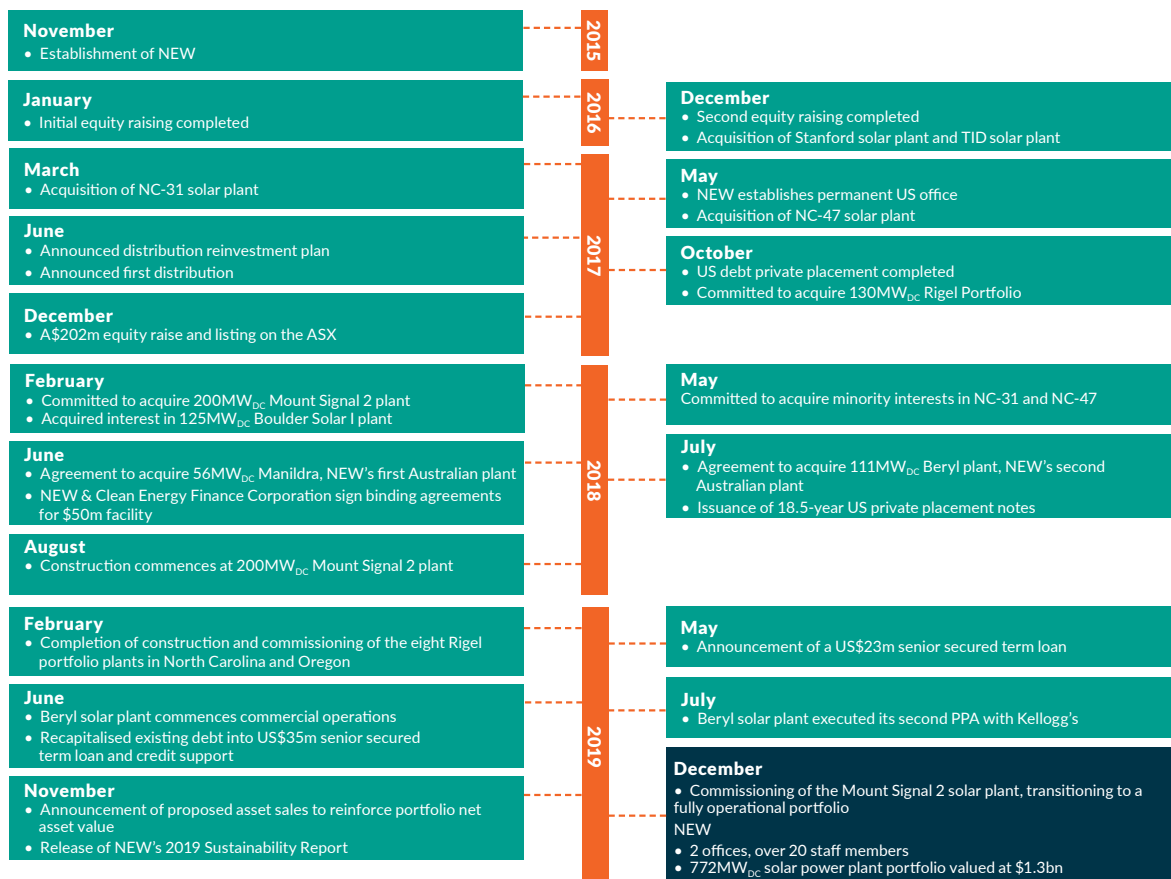 2015
November
• Establishment of NEW
2016
January
• Initial equity raising completed
December
• Second equity raising completed
• Acquisition of Stanford solar plant and TID solar plant
2017
March
• Acquisition of NC-31 solar plant
May
• NEW establishes permanent US office
• Acquisition of NC-47 solar plant
June
• Announced distribution reinvestment plan
• Announced first distribution
October
• US debt private placement completed
• Committed to acquire 130MWDC Rigel Portfolio
December
• A$202m equity raise and listing on the ASX
2018
February
• Committed to acquire 200MWDC Mount Signal 2 plant
• Acquired interest in 125MWDC Boulder Solar I plant
May
Committed to acquire minority interests in NC-31 and NC-47
June
• Agreement to acquire 56MWDC Manildra, NEW’s first Australian plant
• NEW & Clean Energy Finance Corporation sign binding agreements
for $50m facility
July
• Agreement to acquire 111MWDC Beryl plant, NEW’s second
Australian plant
• Issuance of 18.5-year US private placement notes
August
• Construction commences at 200MWDC Mount Signal 2 plant
2019
February
• Completion of construction and commissioning of the eight Rigel
portfolio plants in North Carolina and Oregon
May
• Announcement of a US$23m senior secured term loan
June
• Beryl solar plant commences commercial operations
• Recapitalised existing debt into US$35m senior secured
term loan and credit support
July
• Beryl solar plant executed its second PPA with Kellogg’s
November
• Announcement of proposed asset sales to reinforce portfolio net
asset value
• Release of NEW’s 2019 Sustainability Report
December
• Commissioning of the Mount Signal 2 solar plant, transitioning to a
fully operational portfolio
NEW
• 2 offices, over 20 staff members
• 772MWDC solar power plant portfolio valued at $1.3bn